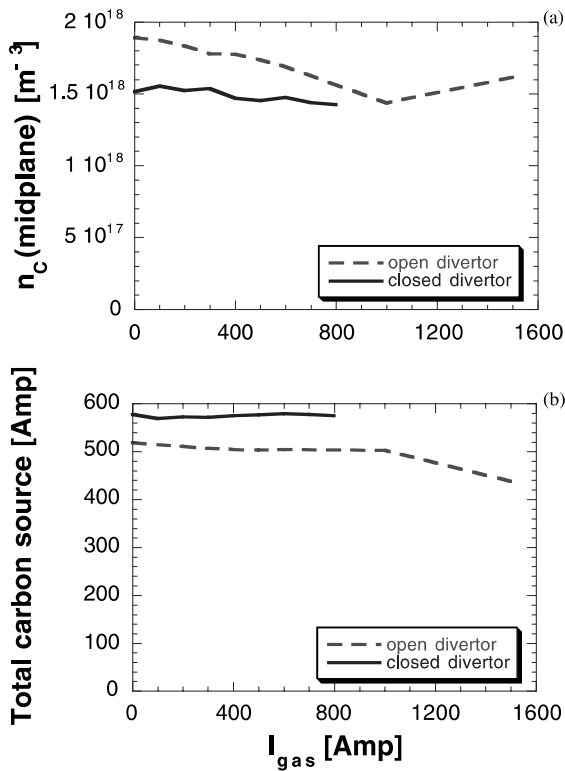 (a)
n_C(midplane) [m^-3]
2 10^18
1.5 10^18
1 10^18
5 10^17
0
open divertor
closed divertor
0 400 800 1200 1600
(b)
Total carbon source [Amp]
600
500
400
300
200
100
0
open divertor
closed divertor
0 400 800 1200 1600
I_gas [Amp]